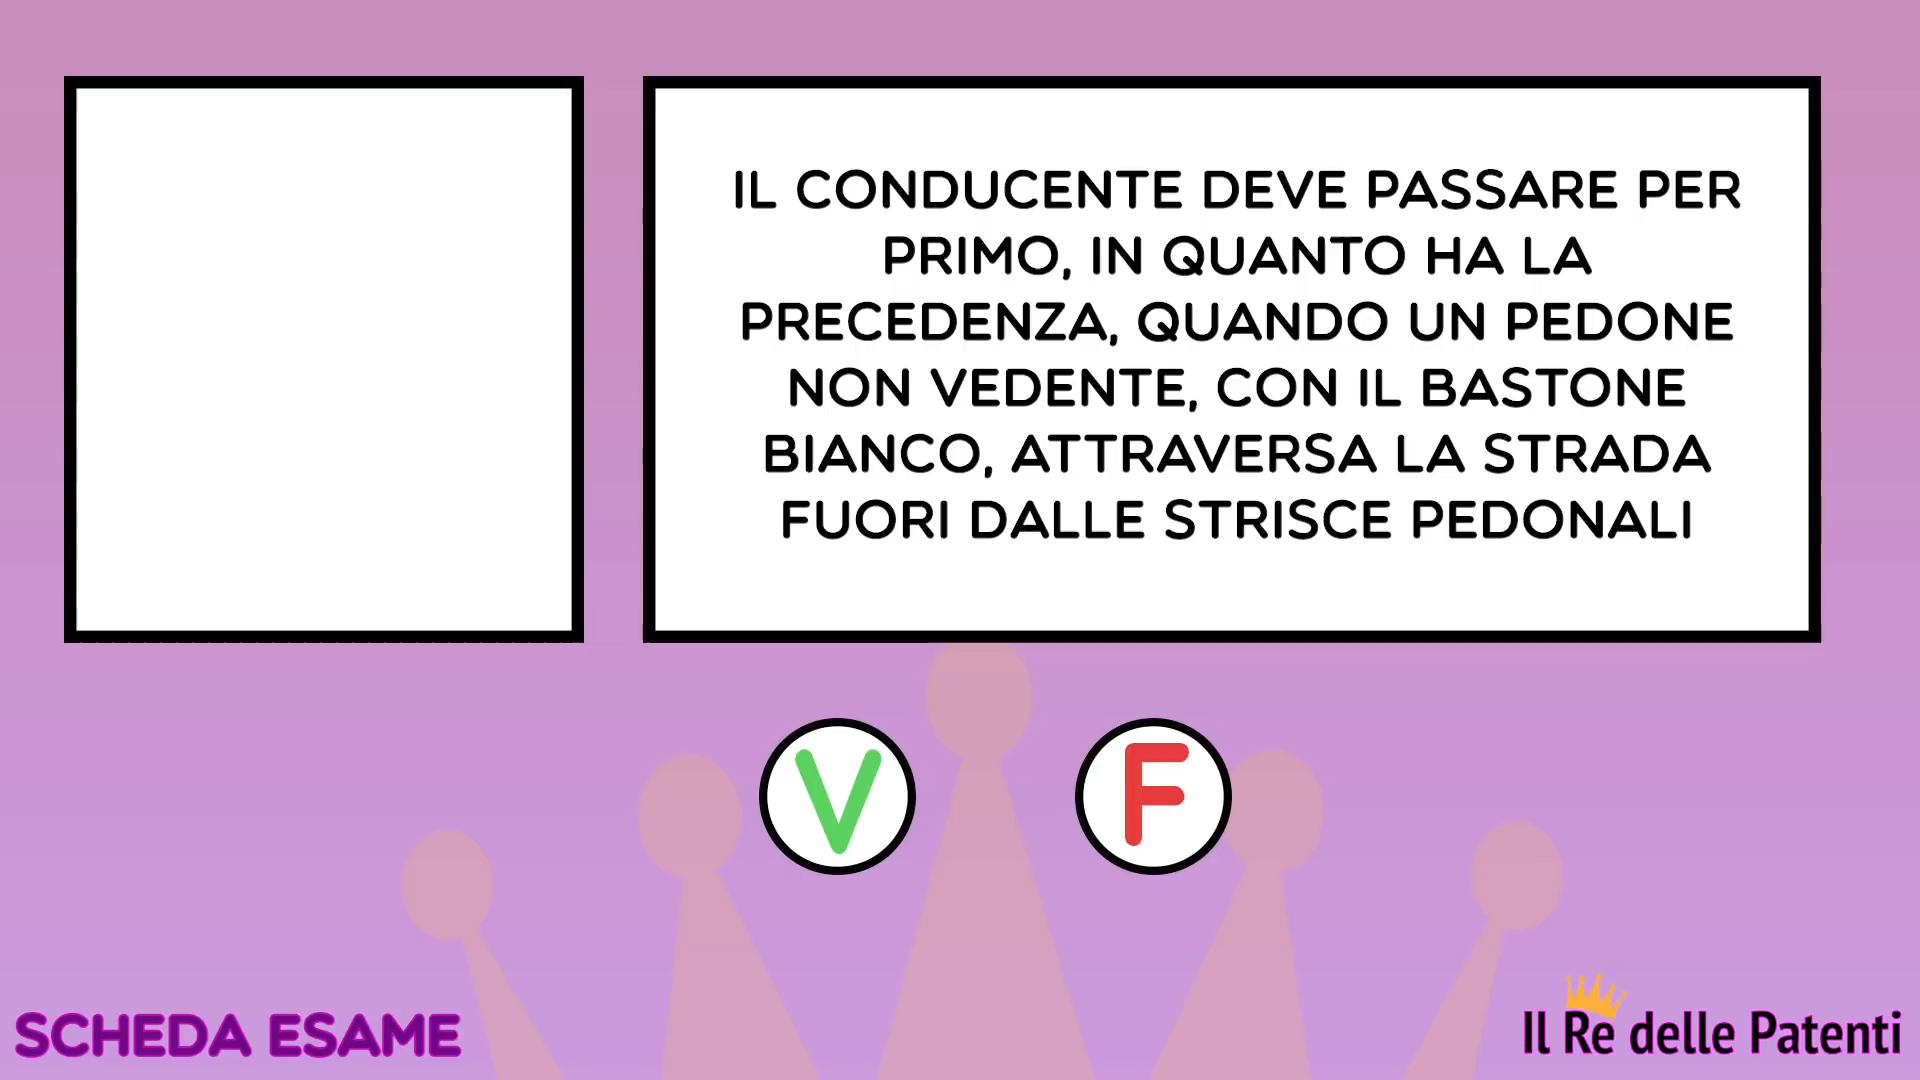 IL CONDUCENTE DEVE PASSARE PER
PRIMO, IN QUANTO HA LA
PRECEDENZA, QUANDO UN PEDONE
NON VEDENTE, CON IL BASTONE
BIANCO, ATTRAVERSA LA STRADA
FUORI DALLE STRISCE PEDONALI
V F
SCHEDA ESAME
Il Re delle Patenti